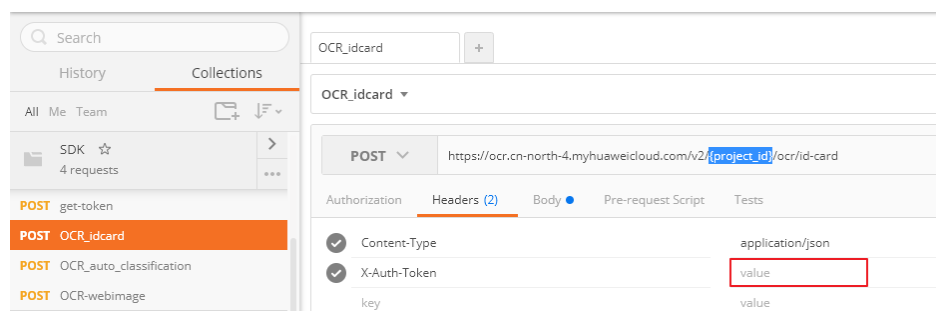 Search
History Collections
All Me Team
SDK
4 requests
POST get-token
POST OCR_idcard
POST OCR_auto_classification
POST OCR-webimage
OCR_idcard +
OCR_idcard
POST https://ocr.cn-north-4.myhuaweicloud.com/v2/{project_id}/ocr/id-card
Authorization Headers (2) Body Pre-request Script Tests
Content-Type application/json
X-Auth-Token value
key value